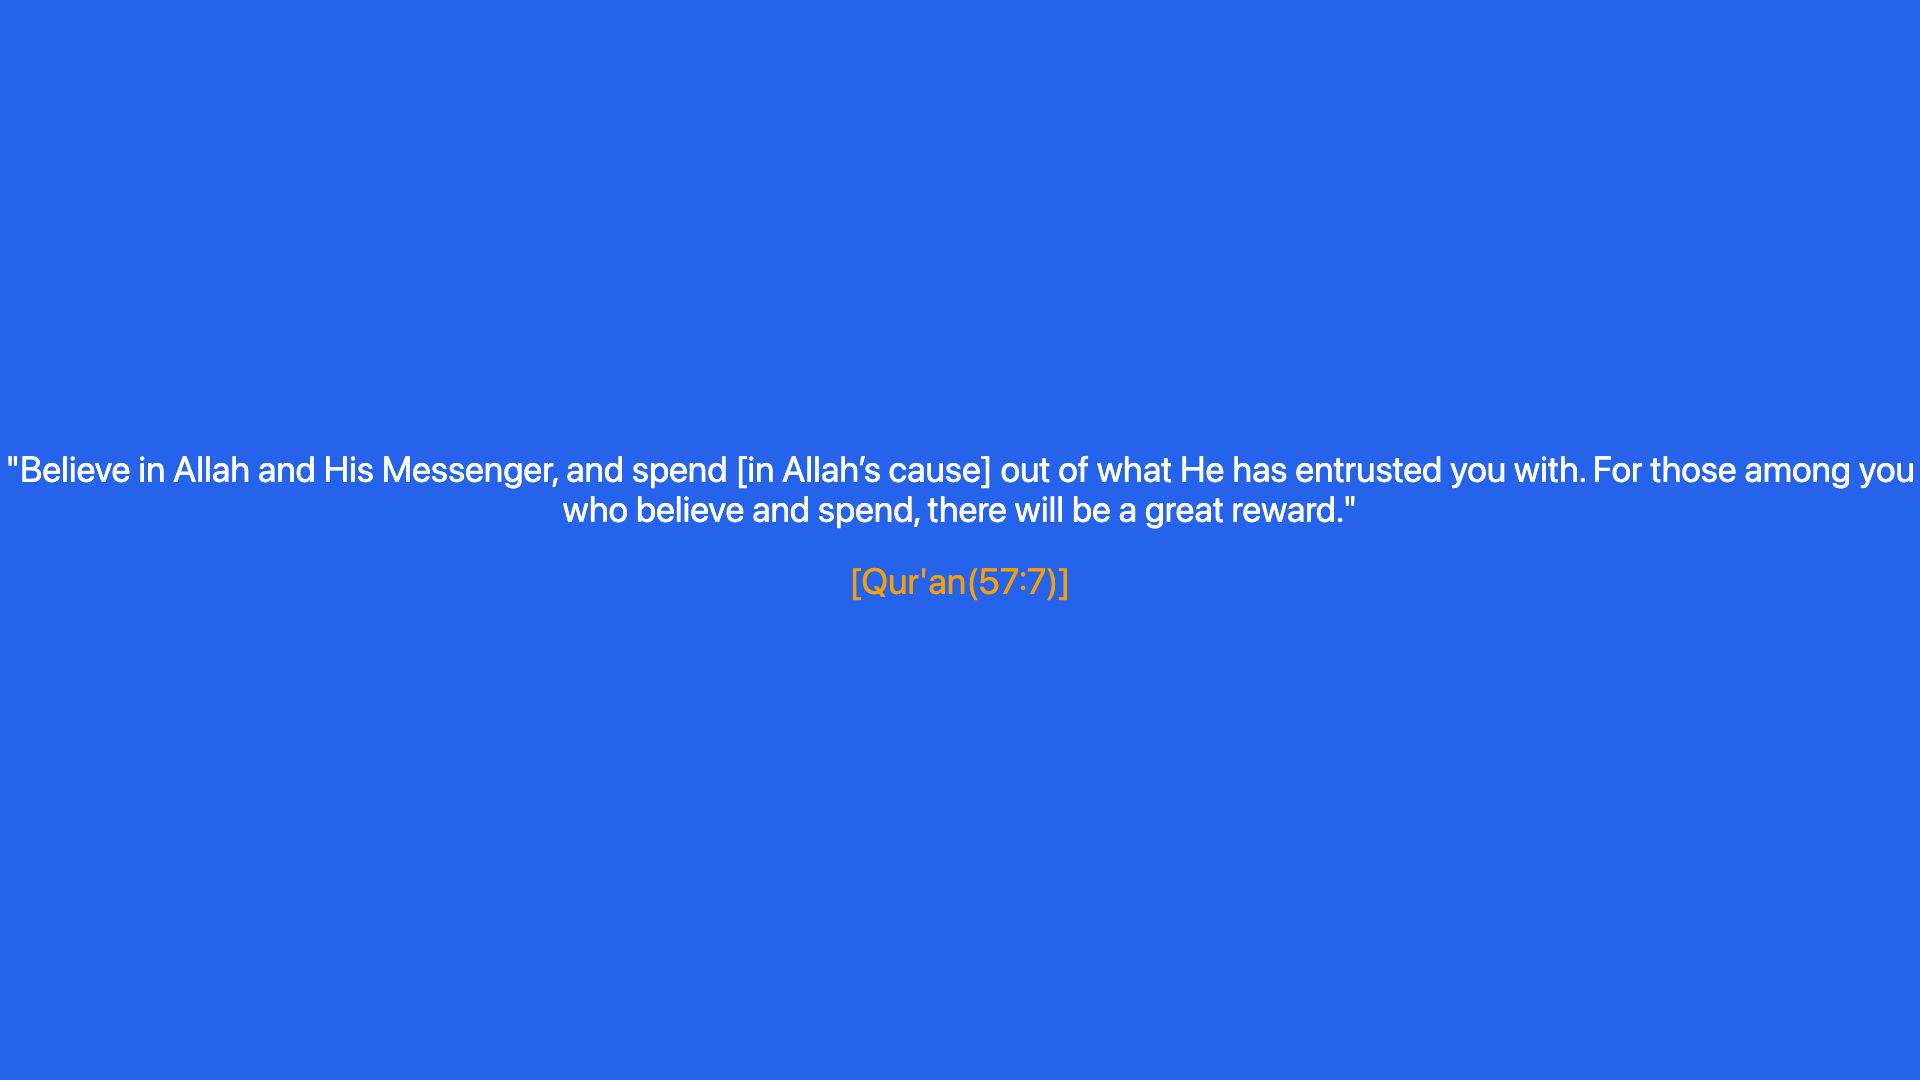 "Believe in Allah and His Messenger, and spend [in Allah’s cause] out of what He has entrusted you with. For those among you
who believe and spend, there will be a great reward."
[Qur'an(57:7)]